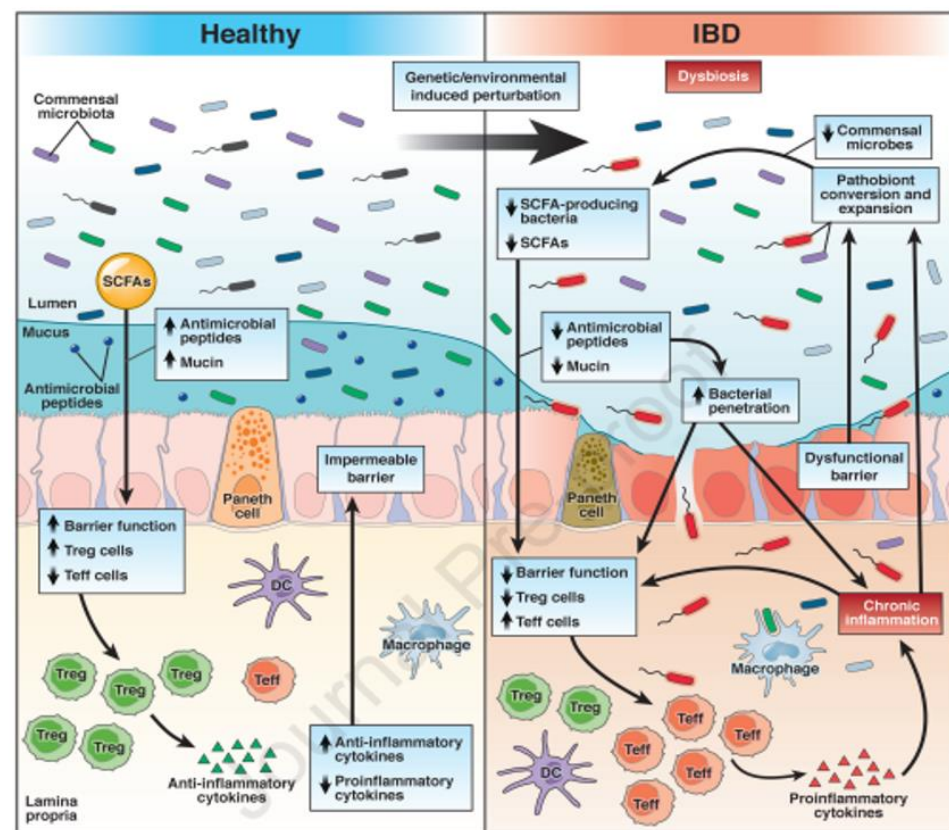 Healthy
IBD
Genetic/environmental
induced perturbation
Dysbiosis
Commensal
microbiota
SCFAs
Lumen
Mucus
Antimicrobial
peptides
Antimicrobial
peptides
Mucin
Paneth
cell
Impermeable
barrier
Barrier function
Treg cells
Teff cells
DC
Macrophage
Treg
Treg
Treg
Treg
Treg
Teff
Anti-inflammatory
cytokines
Anti-inflammatory
cytokines
Proinflammatory
cytokines
Lamina
propria
Commensal
microbes
Pathobiont
conversion and
expansion
SCFA-producing
bacteria
SCFAs
Antimicrobial
peptides
Mucin
Bacterial
penetration
Dysfunctional
barrier
Paneth
cell
Barrier function
Treg cells
Teff cells
Chronic
inflammation
Macrophage
Treg
Treg
Teff
Teff
Teff
Teff
Teff
DC
Proinflammatory
cytokines
Journal Pre-proof